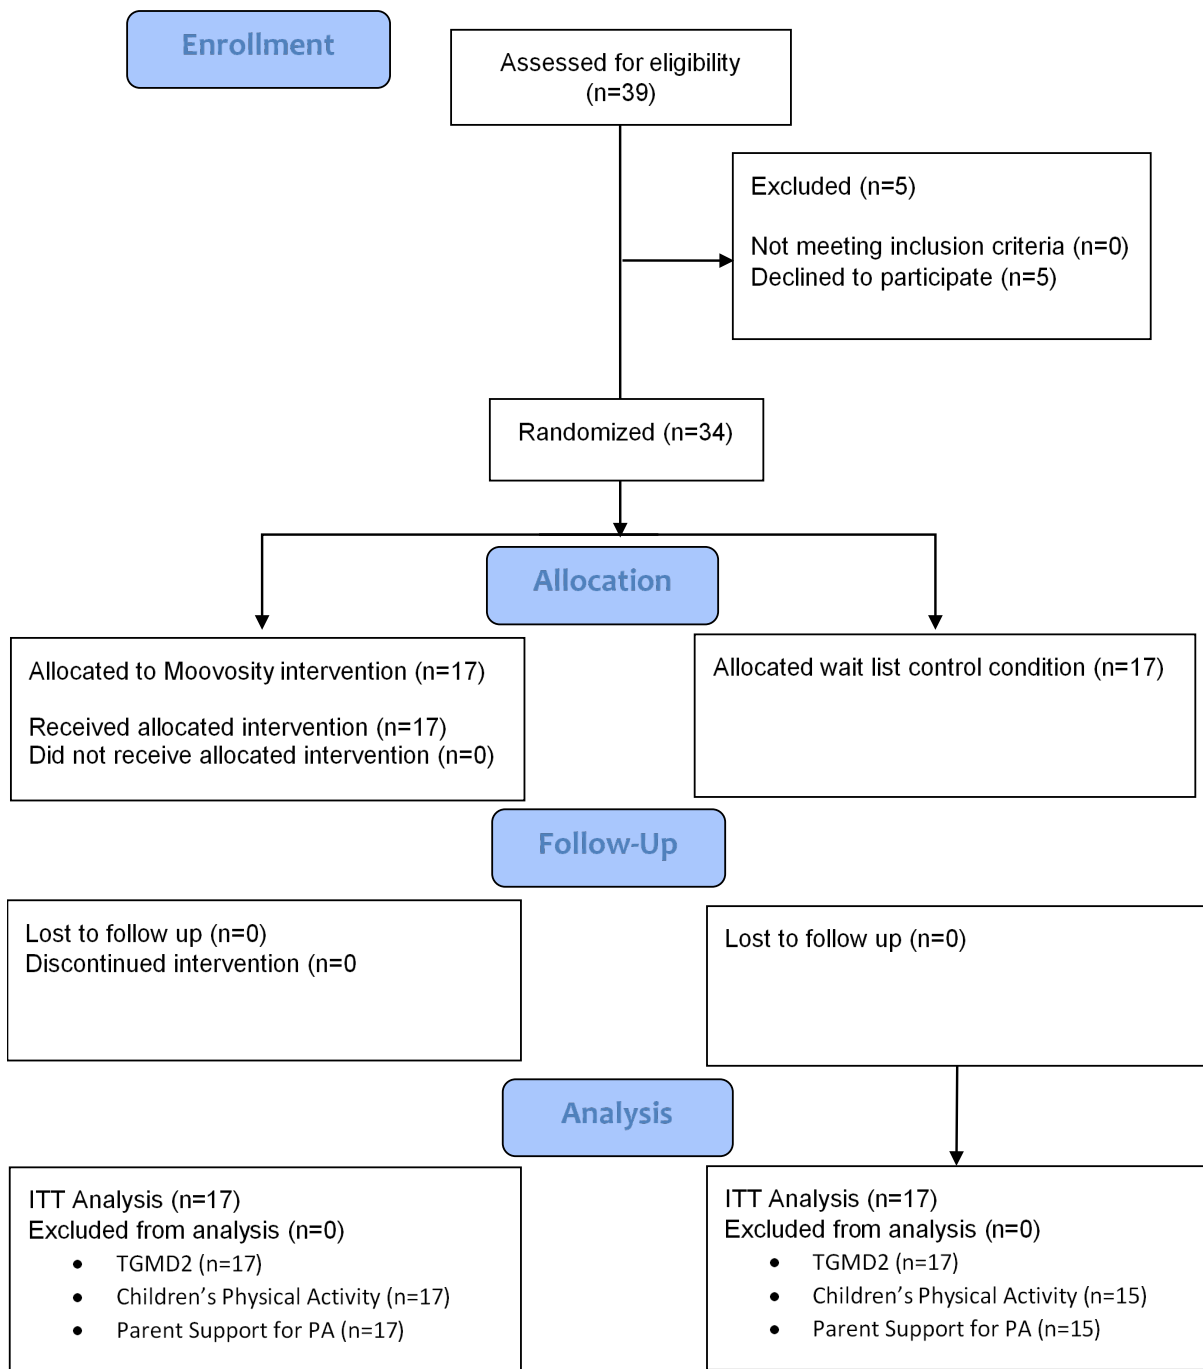 Enrollment
Assessed for eligibility
(n=39)
Excluded (n=5)
Not meeting inclusion criteria (n=0)
Declined to participate (n=5)
Randomized (n=34)
Allocation
Allocated to Moovosity intervention (n=17)
Received allocated intervention (n=17)
Did not receive allocated intervention (n=0)
Allocated wait list control condition (n=17)
Follow-Up
Lost to follow up (n=0)
Discontinued intervention (n=0
Lost to follow up (n=0)
Analysis
ITT Analysis (n=17)
Excluded from analysis (n=0)
• TGMD2 (n=17)
• Children's Physical Activity (n=17)
• Parent Support for PA (n=17)
ITT Analysis (n=17)
Excluded from analysis (n=0)
• TGMD2 (n=17)
• Children's Physical Activity (n=15)
• Parent Support for PA (n=15)